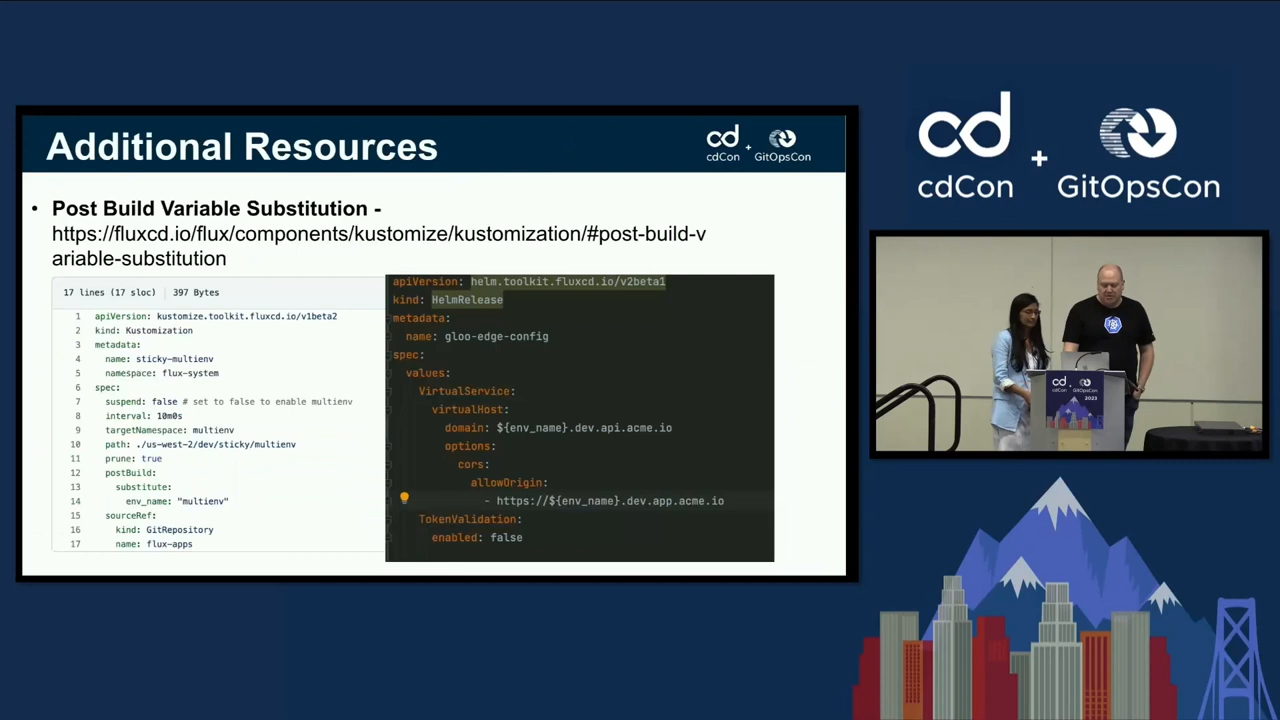 Additional Resources
cdCon
+
GitOpsCon
• Post Build Variable Substitution -
https://fluxcd.io/flux/components/kustomize/kustomization/#post-build-v
ariable-substitution
17 lines (17 sloc) | 397 Bytes
1 apiVersion: kustomize.toolkit.fluxcd.io/v1beta2
2 kind: Kustomization
3 metadata:
4 name: sticky-multienv
5 namespace: flux-system
6 spec:
7 suspend: false # set to false to enable multienv
8 interval: 10m0s
9 targetNamespace: multienv
10 path: ./us-west-2/dev/sticky/multienv
11 prune: true
12 postBuild:
13 substitute:
14 env_name: "multienv"
15 sourceRef:
16 kind: GitRepository
17 name: flux-apps
apiVersion: helm.toolkit.fluxcd.io/v2beta1
kind: HelmRelease
metadata:
name: gloo-edge-config
spec:
values:
VirtualService:
virtualHost:
domain: ${env_name}.dev.api.acme.io
options:
cors:
allowOrigin:
- https://${env_name}.dev.app.acme.io
TokenValidation:
enabled: false
cd
cdCon
+
GitOpsCon
cd
2023